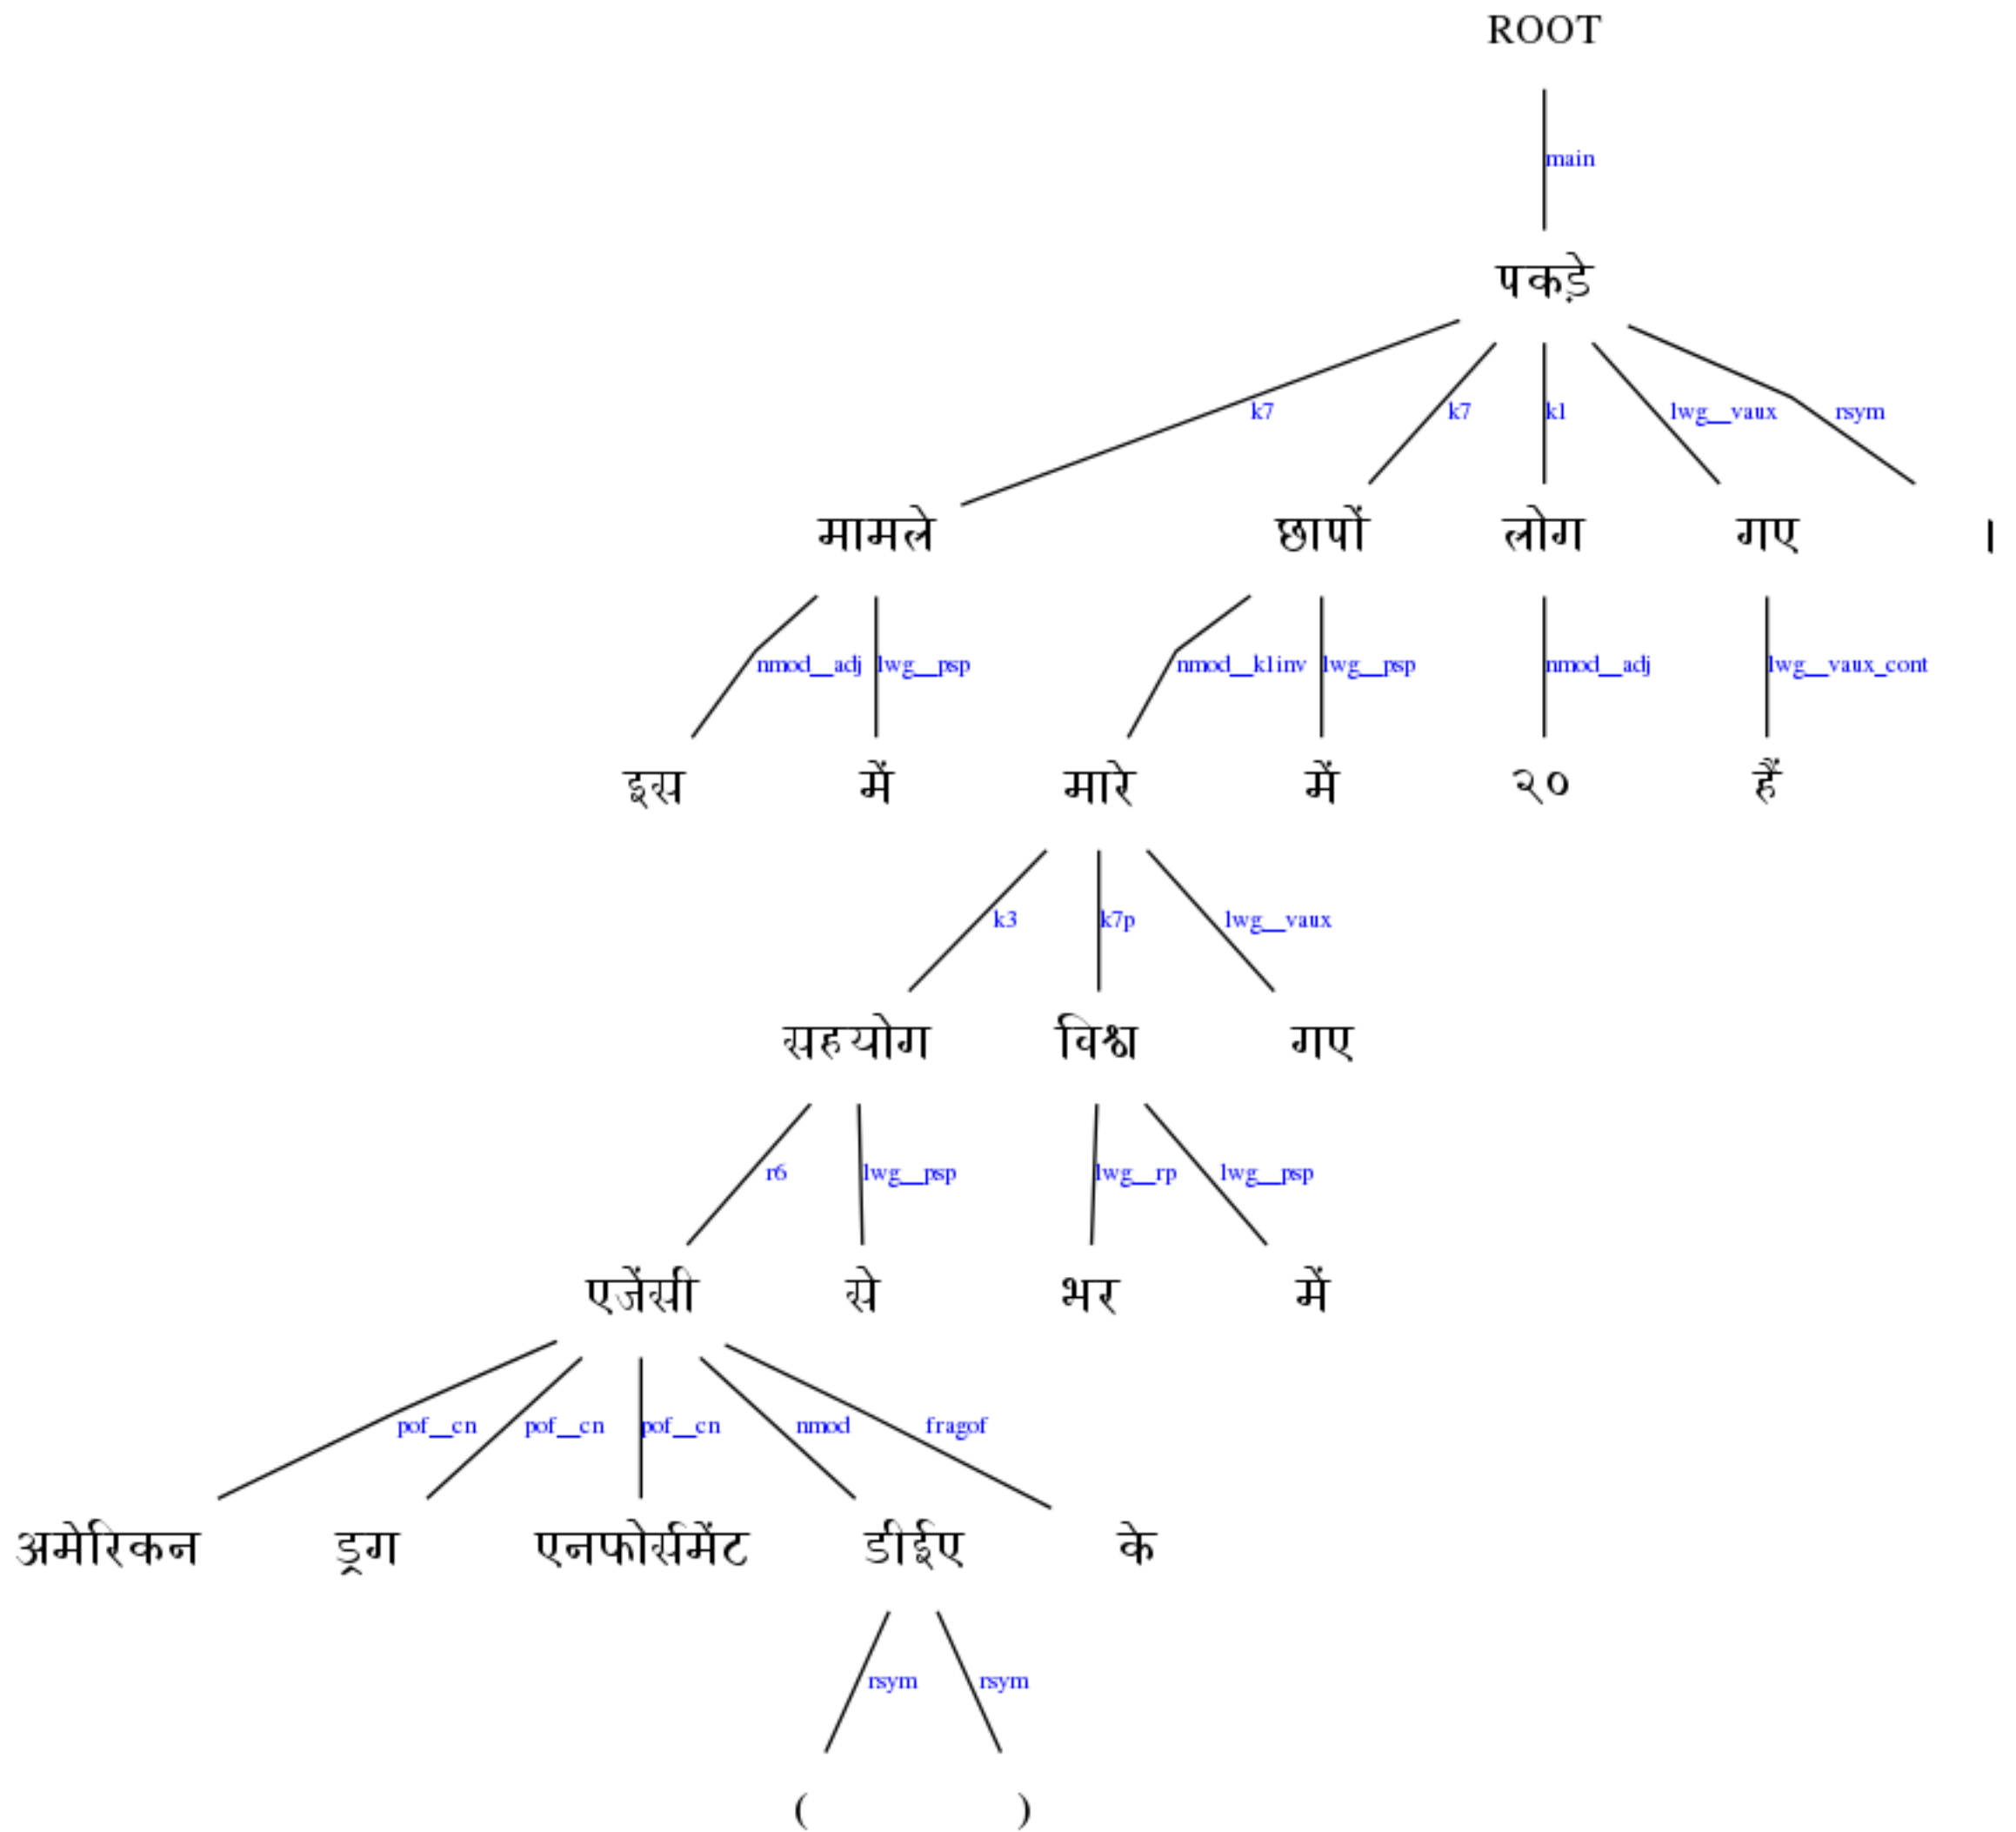 ROOT
main
पकड़े
k7 k7 k1 lwg__vaux rsym
मामले छापों लोग गए ।
nmod__adj lwg__psp nmod__k1inv lwg__psp nmod__adj lwg__vaux_cont
इस में मारे में २० हैं
k3 k7p lwg__vaux
सहयोग विश्व गए
r6 lwg__psp lwg__rp lwg__psp
एजेंसी से भर में
pof__cn pof__cn pof__cn nmod fragof
अमेरिकन ड्रग एनफोर्समेंट डीईए के
rsym rsym
( )